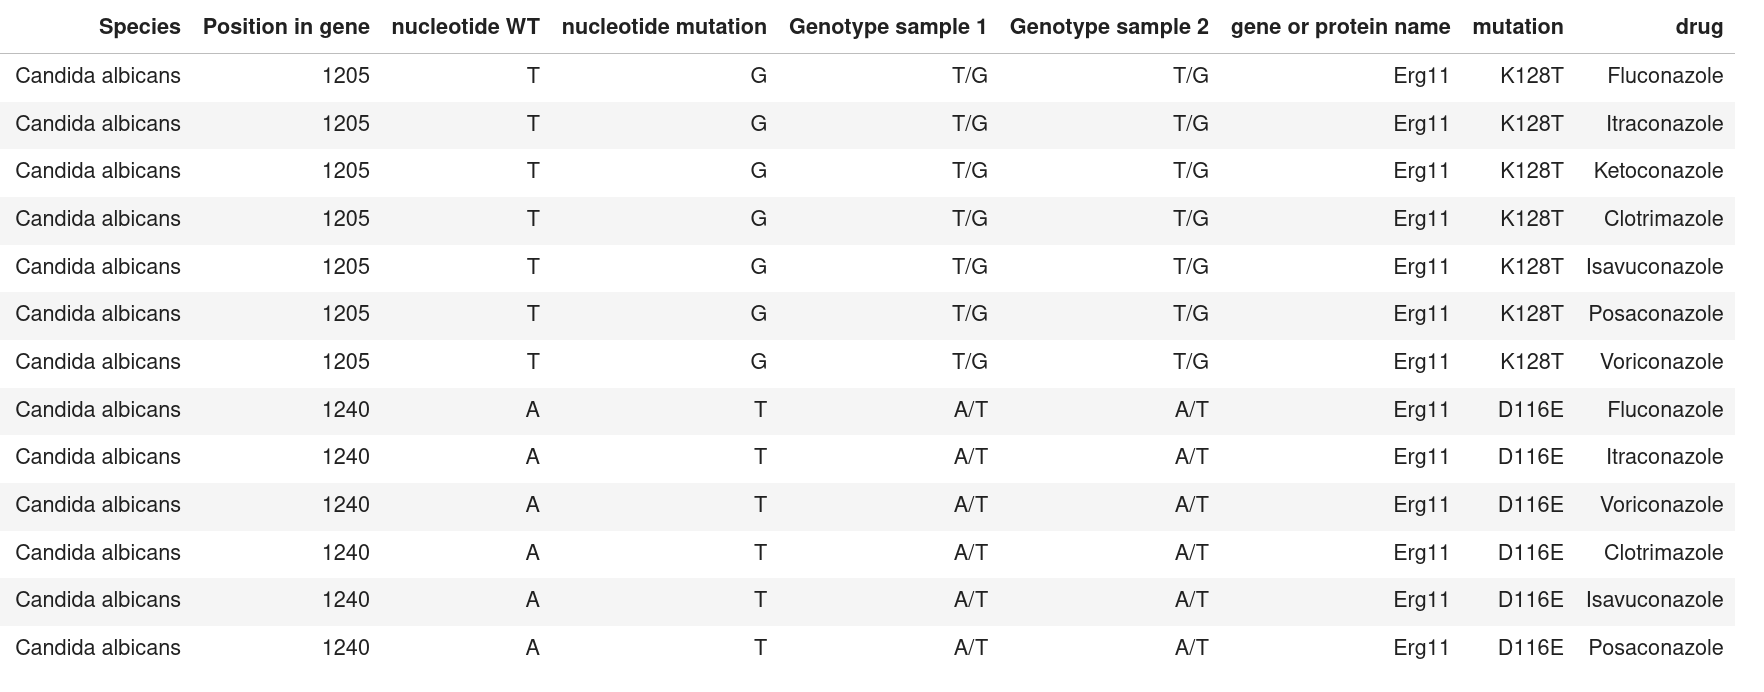 Species Position in gene nucleotide WT nucleotide mutation Genotype sample 1 Genotype sample 2 gene or protein name mutation drug
Candida albicans 1205 T G T/G T/G Erg11 K128T Fluconazole
Candida albicans 1205 T G T/G T/G Erg11 K128T Itraconazole
Candida albicans 1205 T G T/G T/G Erg11 K128T Ketoconazole
Candida albicans 1205 T G T/G T/G Erg11 K128T Clotrimazole
Candida albicans 1205 T G T/G T/G Erg11 K128T Isavuconazole
Candida albicans 1205 T G T/G T/G Erg11 K128T Posaconazole
Candida albicans 1205 T G T/G T/G Erg11 K128T Voriconazole
Candida albicans 1240 A T A/T A/T Erg11 D116E Fluconazole
Candida albicans 1240 A T A/T A/T Erg11 D116E Itraconazole
Candida albicans 1240 A T A/T A/T Erg11 D116E Voriconazole
Candida albicans 1240 A T A/T A/T Erg11 D116E Clotrimazole
Candida albicans 1240 A T A/T A/T Erg11 D116E Isavuconazole
Candida albicans 1240 A T A/T A/T Erg11 D116E Posaconazole